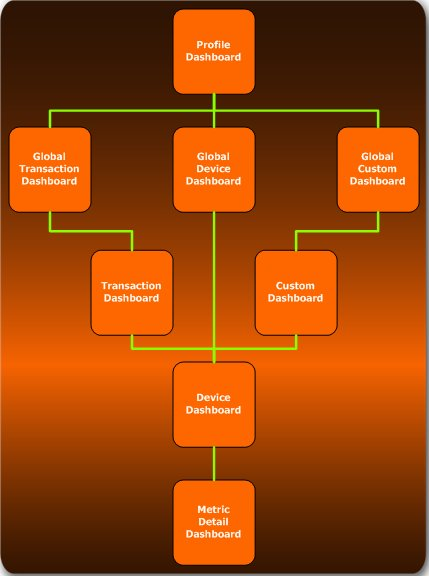 Profile
Dashboard
Global
Transaction
Dashboard
Global
Device
Dashboard
Global
Custom
Dashboard
Transaction
Dashboard
Custom
Dashboard
Device
Dashboard
Metric
Detail
Dashboard